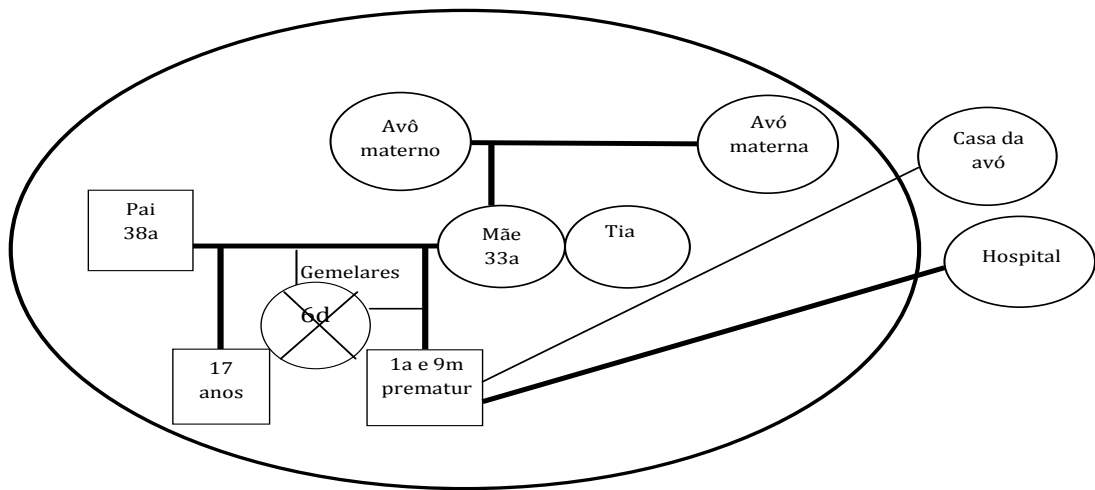 Avô
materno
Avó
materna
Casa da
avó
Pai
38a
Mãe
33a
Tia
Hospital
Gemelares
6d
17
anos
1a e 9m
prematur